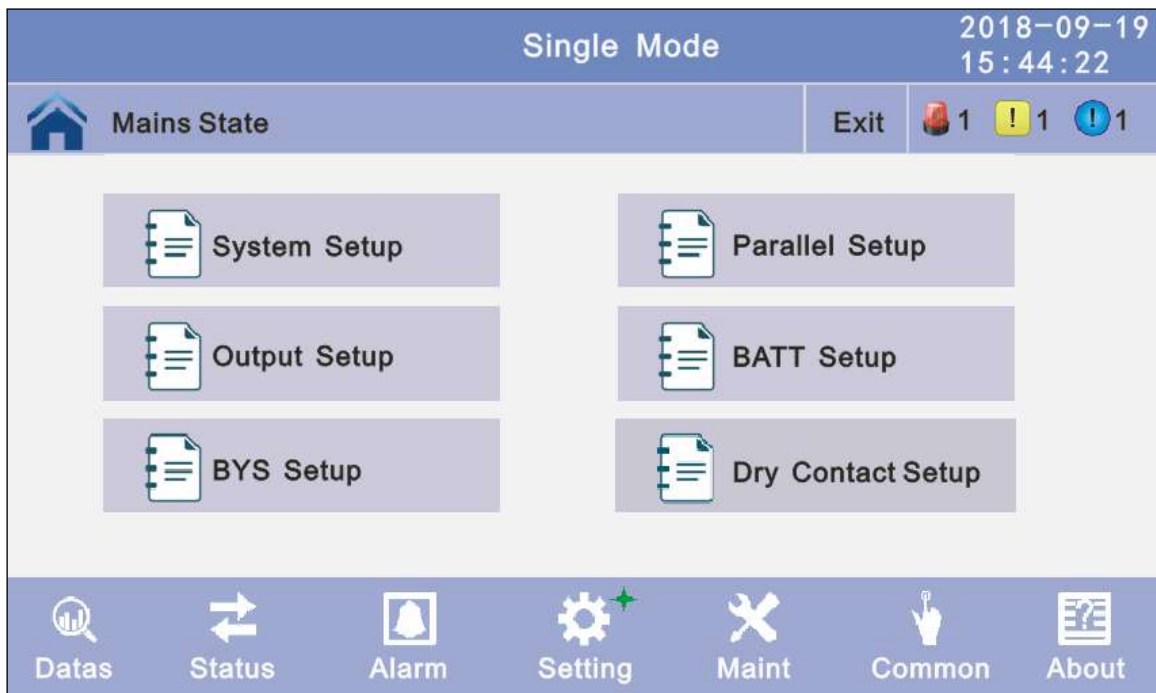 Single Mode
2018-09-19
15:44:22
Mains State
Exit
1
! 1
! 1
System Setup
Parallel Setup
Output Setup
BATT Setup
BYS Setup
Dry Contact Setup
Datas
Status
Alarm
Setting
Maint
Common
?
About